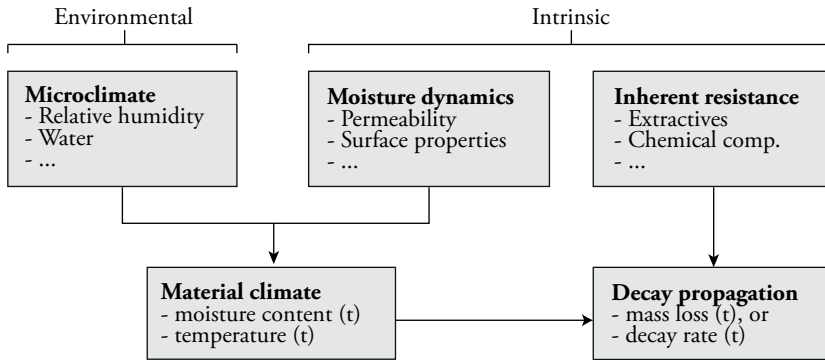 Environmental
Intrinsic
Microclimate
- Relative humidity
- Water
- ...
Moisture dynamics
- Permeability
- Surface properties
- ...
Inherent resistance
- Extractives
- Chemical comp.
- ...
Material climate
- moisture content (t)
- temperature (t)
Decay propagation
- mass loss (t), or
- decay rate (t)